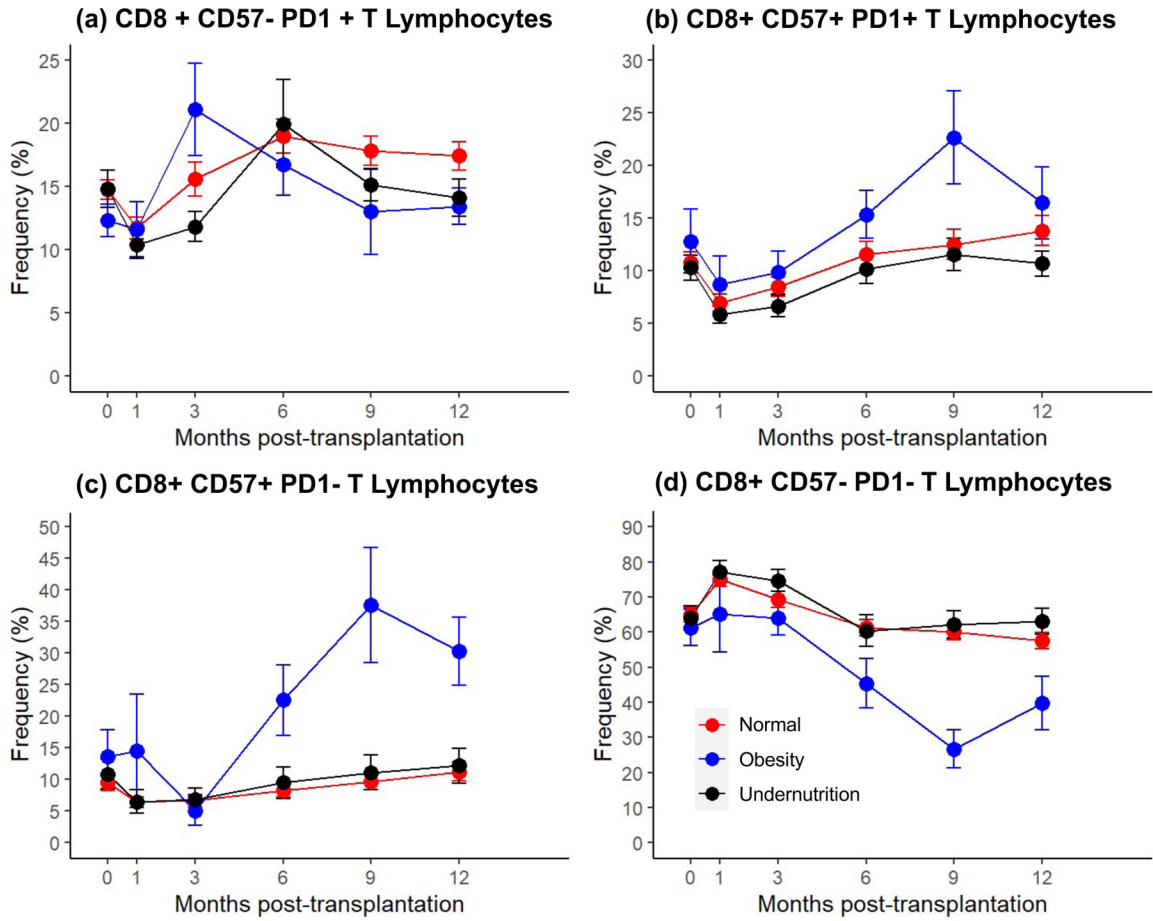 (a) CD8 + CD57- PD1 + T Lymphocytes
Frequency (%)
25
20
15
10
5
0
0 1 3 6 9 12
Months post-transplantation
(b) CD8+ CD57+ PD1+ T Lymphocytes
Frequency (%)
30
25
20
15
10
5
0
0 1 3 6 9 12
Months post-transplantation
(c) CD8+ CD57+ PD1- T Lymphocytes
Frequency (%)
50
45
40
35
30
25
20
15
10
5
0
0 1 3 6 9 12
Months post-transplantation
(d) CD8+ CD57- PD1- T Lymphocytes
Frequency (%)
90
80
70
60
50
40
30
20
10
0
Normal
Obesity
Undernutrition
0 1 3 6 9 12
Months post-transplantation